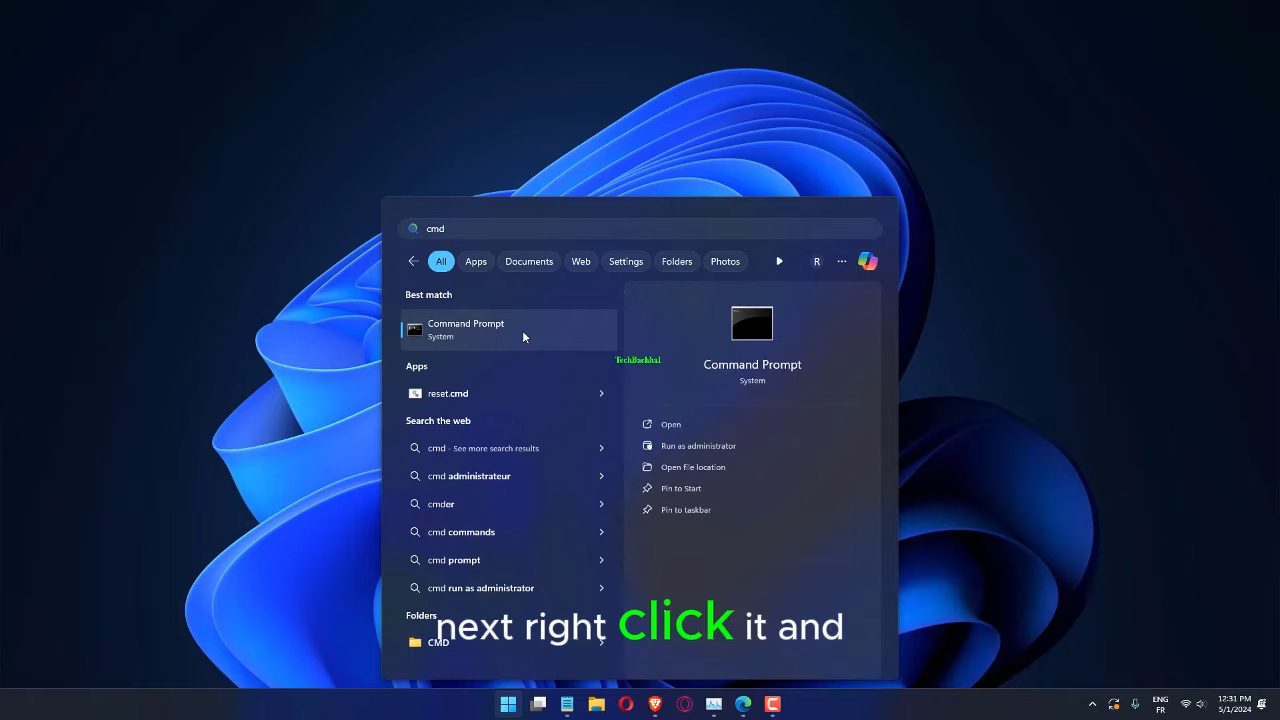 cmd
All
Apps
Documents
Web
Settings
Folders
Photos
R
Best match
Command Prompt
System
Apps
reset.cmd
Search the web
cmd - See more search results
cmd administrateur
cmder
cmd commands
cmd prompt
cmd run as administrator
Folders
CMD
TechBachhal
Command Prompt
System
Open
Run as administrator
Open file location
Pin to Start
Pin to taskbar
next right click it and
ENG
FR
12:31 PM
5/1/2024